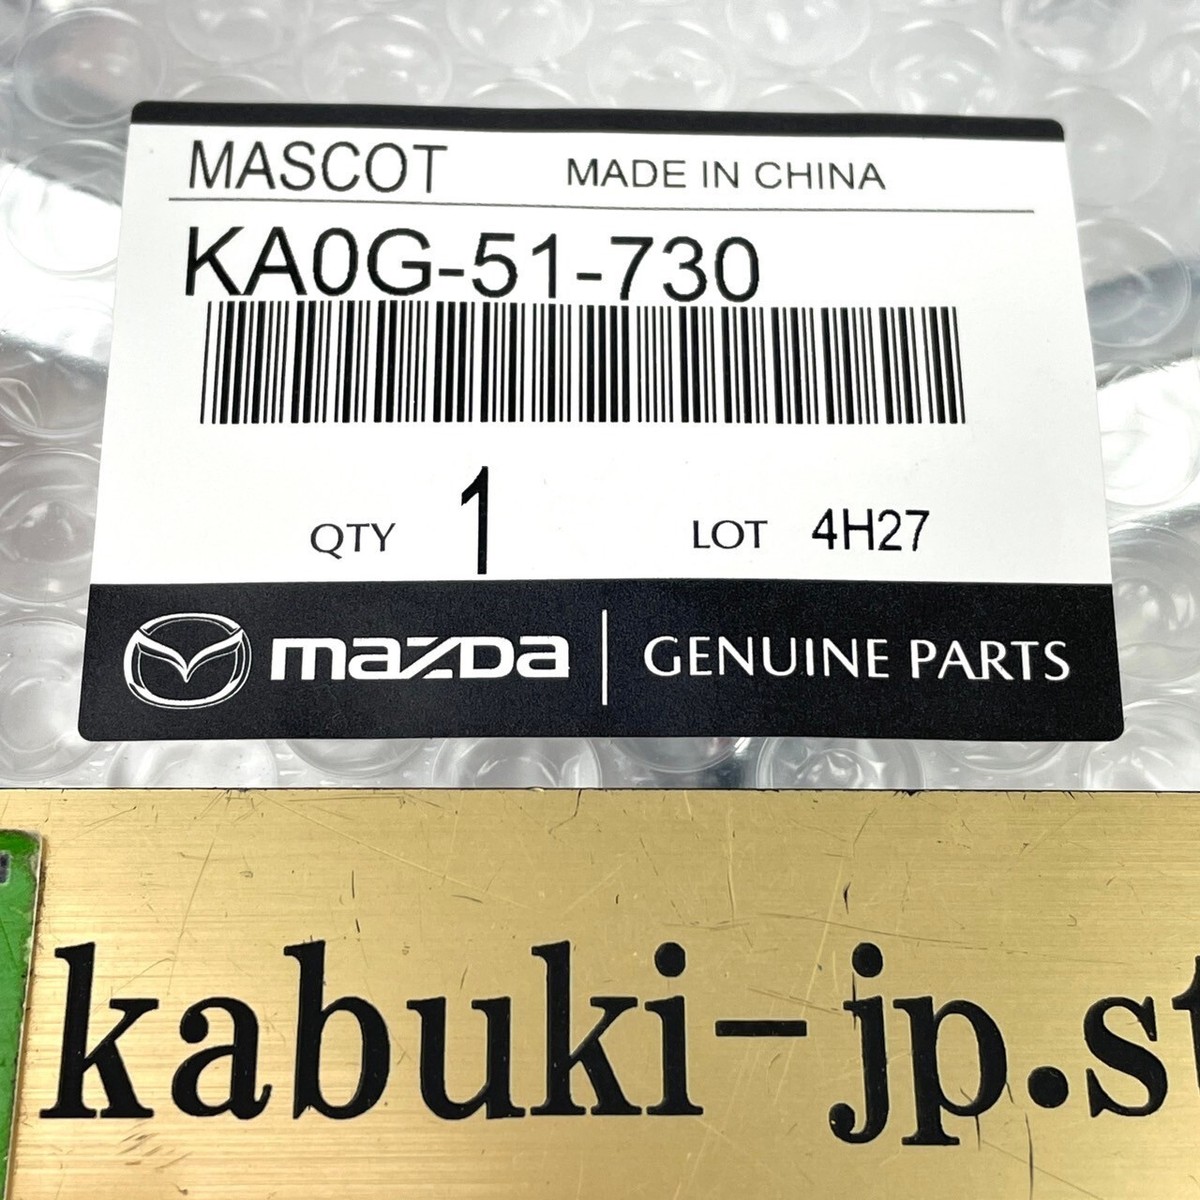 MASCOT MADE IN CHINA
KA0G-51-730
QTY 1 LOT 4H27
mazDa GENUINE PARTS
kabuki-jp.st